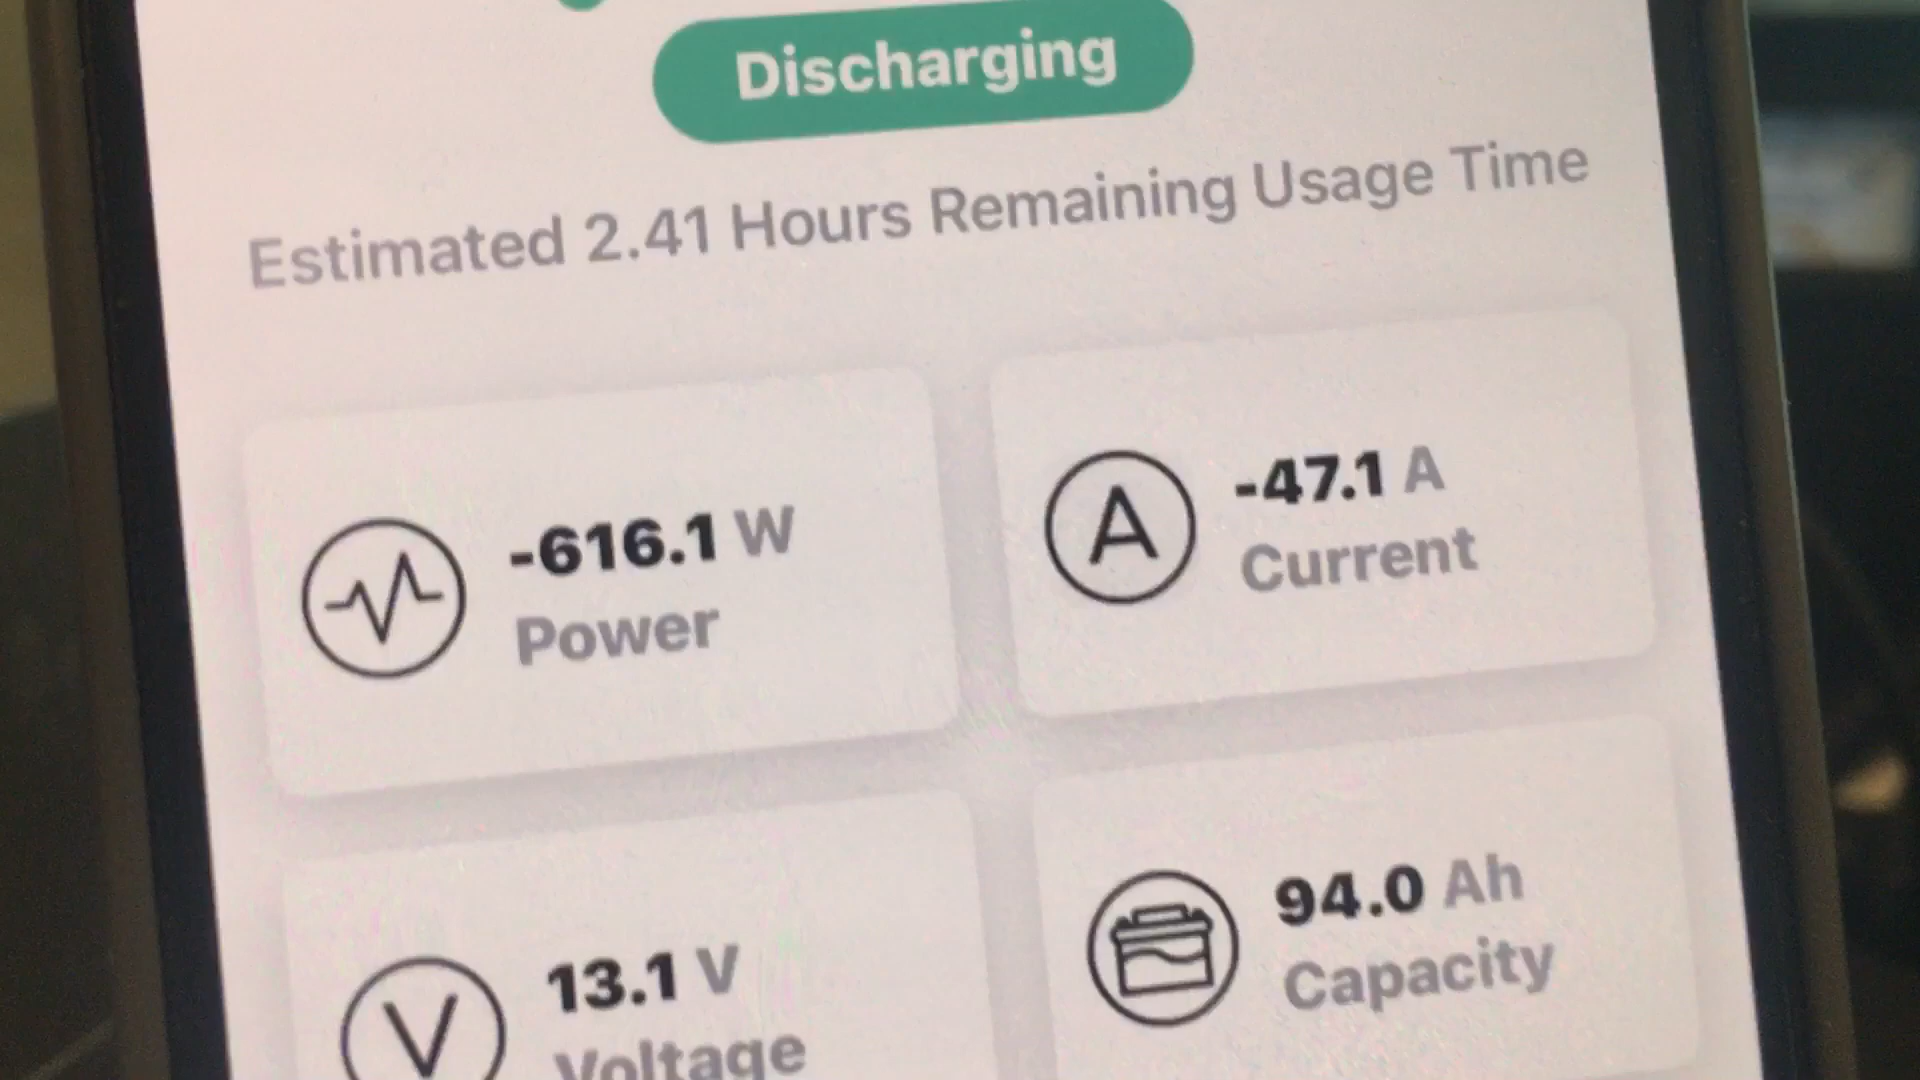 Discharging
Estimated 2.41 Hours Remaining Usage Time
-616.1 W
Power
A
-47.1 A
Current
V
13.1 V
Voltage
94.0 Ah
Capacity